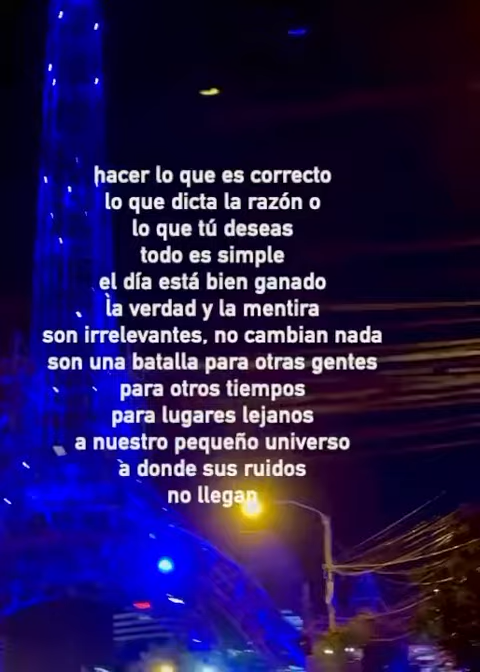 hacer lo que es correcto
lo que dicta la razón o
lo que tú deseas
todo es simple
el día está bien ganado
la verdad y la mentira
son irrelevantes, no cambian nada
son una batalla para otras gentes
para otros tiempos
para lugares lejanos
a nuestro pequeño universo
a donde sus ruidos
no llegan